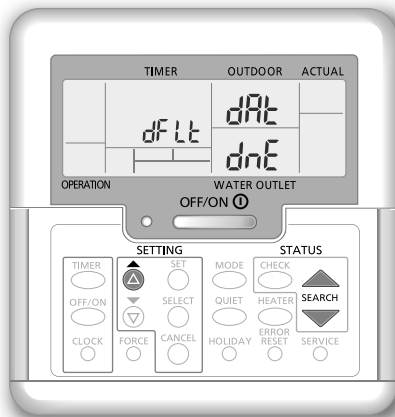 TIMER OUTDOOR ACTUAL
dAt
dFLt
dnE
OPERATION WATER OUTLET
OFF/ON
SETTING STATUS
TIMER SET MODE CHECK
SEARCH
OFF/ON SELECT QUIET HEATER
CLOCK FORCE CANCEL HOLIDAY ERROR RESET SERVICE